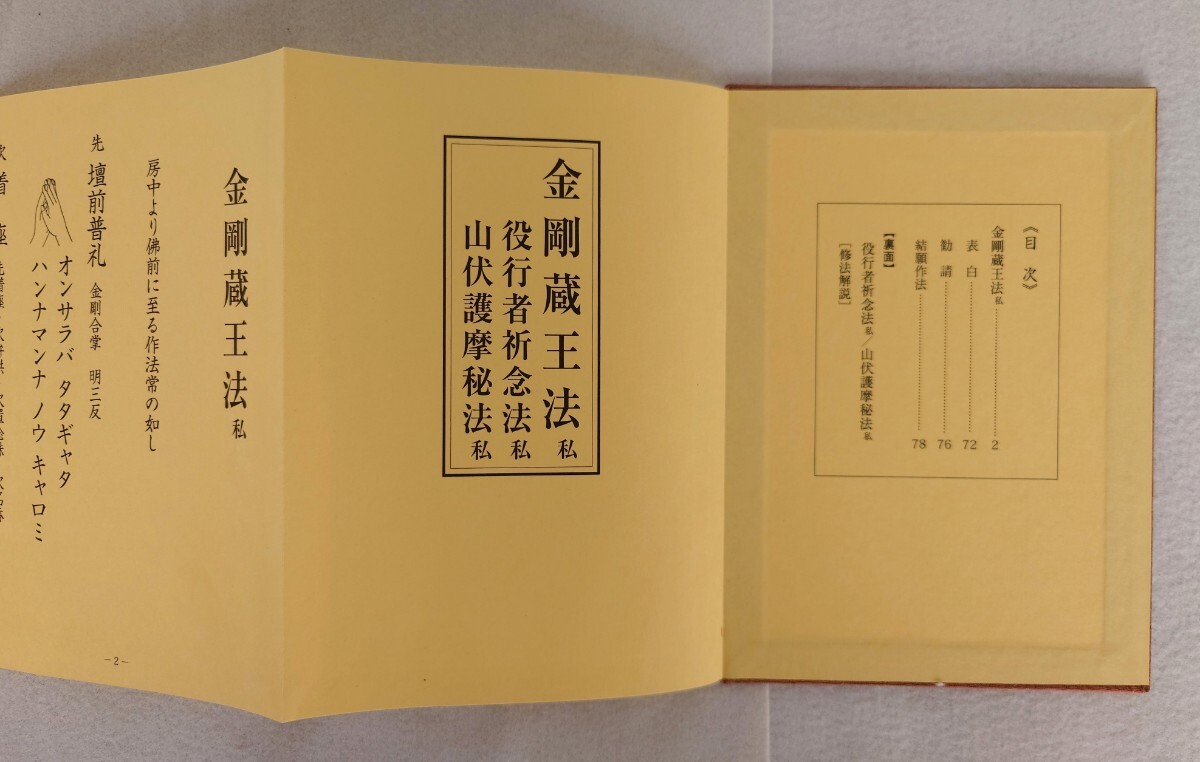 《目次》
金剛蔵王法 私 ……… 2
表白 ……… 72
勧請 ……… 76
結願作法 ……… 78
【裏面】
役行者祈念法 私／山伏護摩秘法 私
［修法解説］
金剛蔵王法 私
役行者祈念法 私
山伏護摩秘法 私
金剛蔵王法 私
房中より佛前に至る作法常の如し
先 壇前普礼 金剛合掌 明三反
オンサラバ タタギャタ
ハンナマンナ ノウ キャロミ
次 着座
－2－